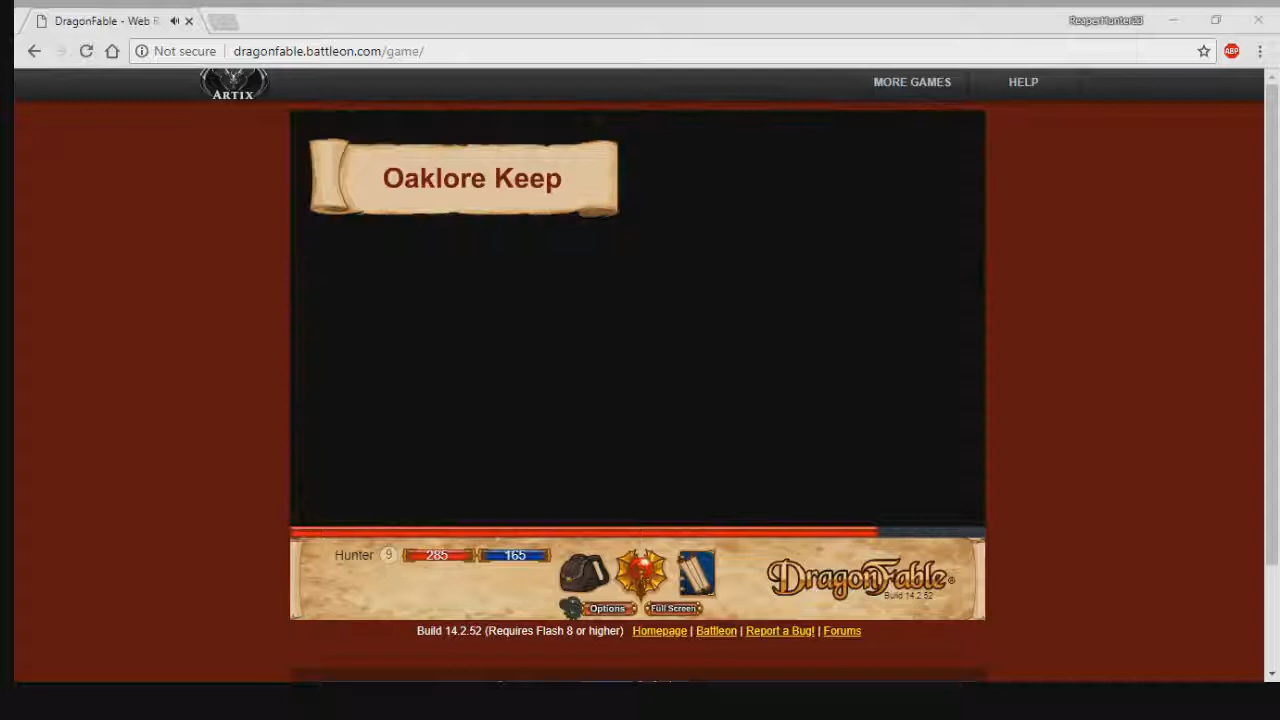 DragonFable - Web R
ReaperHunter23
Not secure
dragonfable.battleon.com/game/
ABP
ARTIX
MORE GAMES
HELP
Oaklore Keep
Hunter 9 285 165
DragonFable
Build 14.2.52
Options
Full Screen
Build 14.2.52 (Requires Flash 8 or higher) Homepage | Battleon | Report a Bug! | Forums